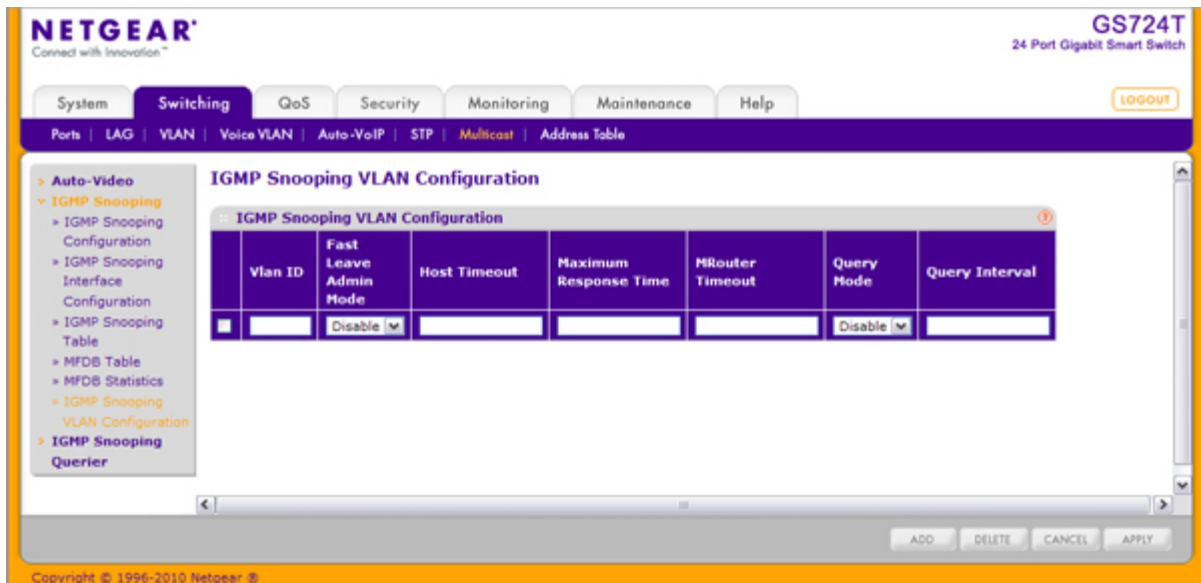 NETGEAR
Connect with Innovation™
GS724T
24 Port Gigabit Smart Switch
System
Switching
QoS
Security
Monitoring
Maintenance
Help
LOGOUT
Ports | LAG | VLAN | Voice VLAN | Auto-VoIP | STP | Multicast | Address Table
Auto-Video
IGMP Snooping
» IGMP Snooping
Configuration
» IGMP Snooping
Interface
Configuration
» IGMP Snooping
Table
» MFDB Table
» MFDB Statistics
» IGMP Snooping
VLAN Configuration
IGMP Snooping
Querier
IGMP Snooping VLAN Configuration
IGMP Snooping VLAN Configuration
?
Vlan ID
Fast
Leave
Admin
Mode
Host Timeout
Maximum
Response Time
MRouter
Timeout
Query
Mode
Query Interval
Disable
Disable
ADD
DELETE
CANCEL
APPLY
Copyright © 1996-2010 Netgear ®